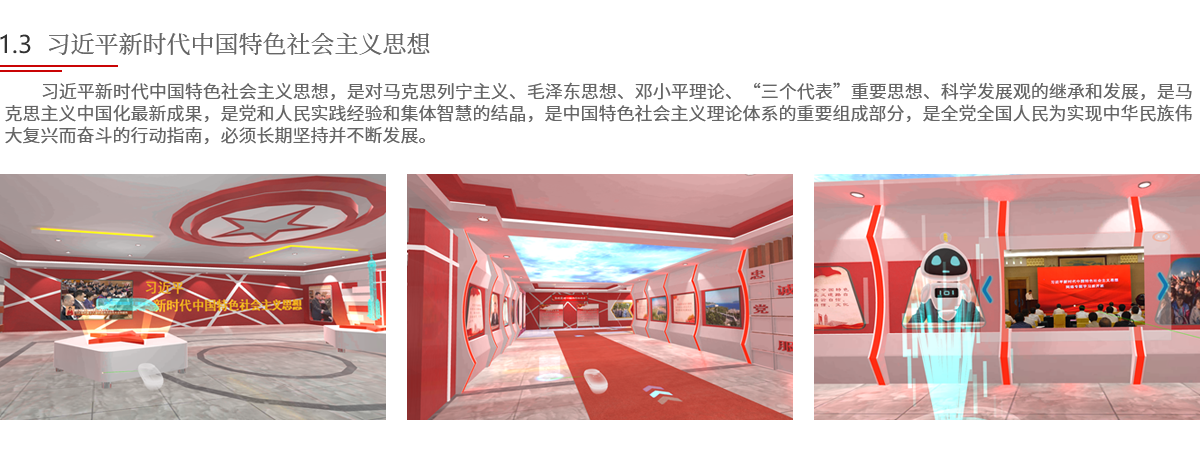 1.3 习近平新时代中国特色社会主义思想
习近平新时代中国特色社会主义思想，是对马克思列宁主义、毛泽东思想、邓小平理论、“三个代表”重要思想、科学发展观的继承和发展，是马
克思主义中国化最新成果，是党和人民实践经验和集体智慧的结晶，是中国特色社会主义理论体系的重要组成部分，是全党全国人民为实现中华民族伟
大复兴而奋斗的行动指南，必须长期坚持并不断发展。
习近平
新时代中国特色社会主义思想
忠
诚
党